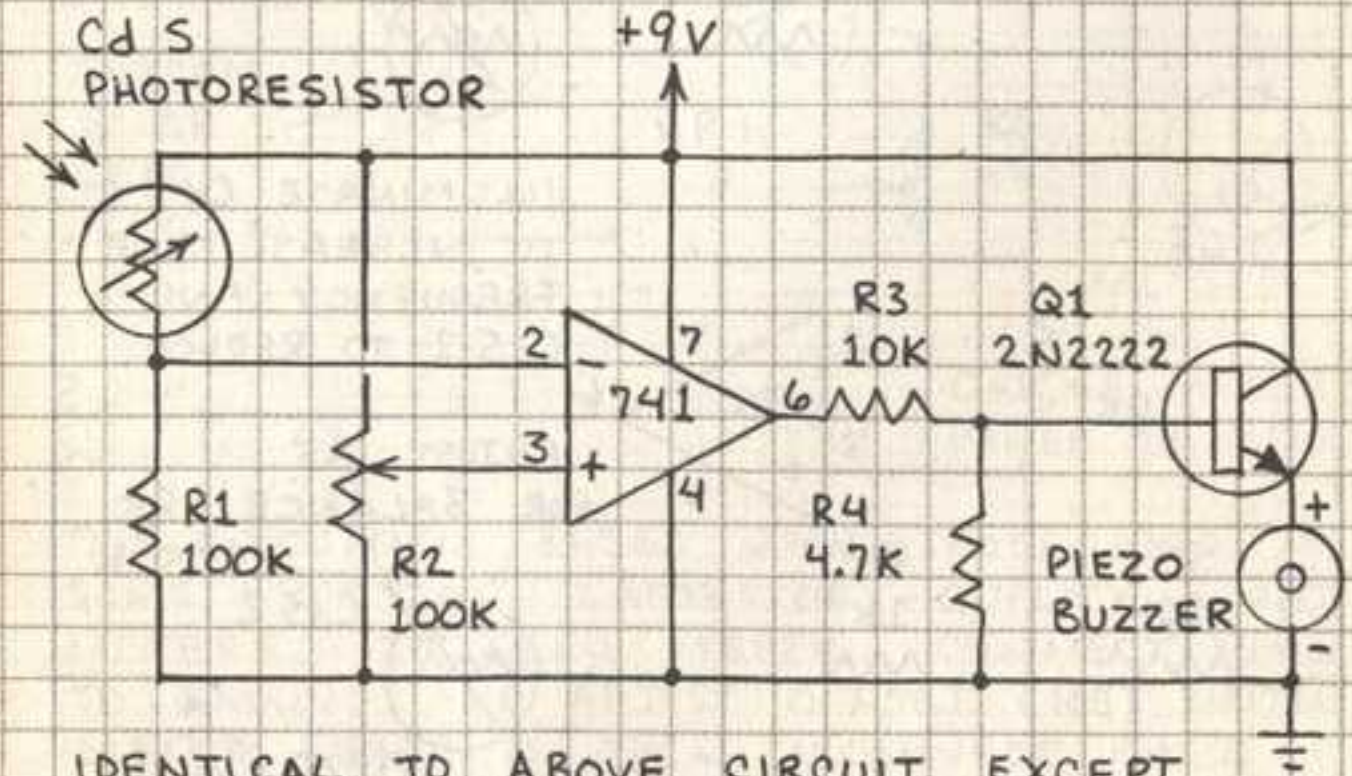 Cd S
PHOTORESISTOR
+9V
R3
10K
Q1
2N2222
2
-
7
741
6
3
+
4
R1
100K
R2
100K
R4
4.7K
+
PIEZO
BUZZER
-
IDENTICAL TO ABOVE CIRCUIT EXCEPT